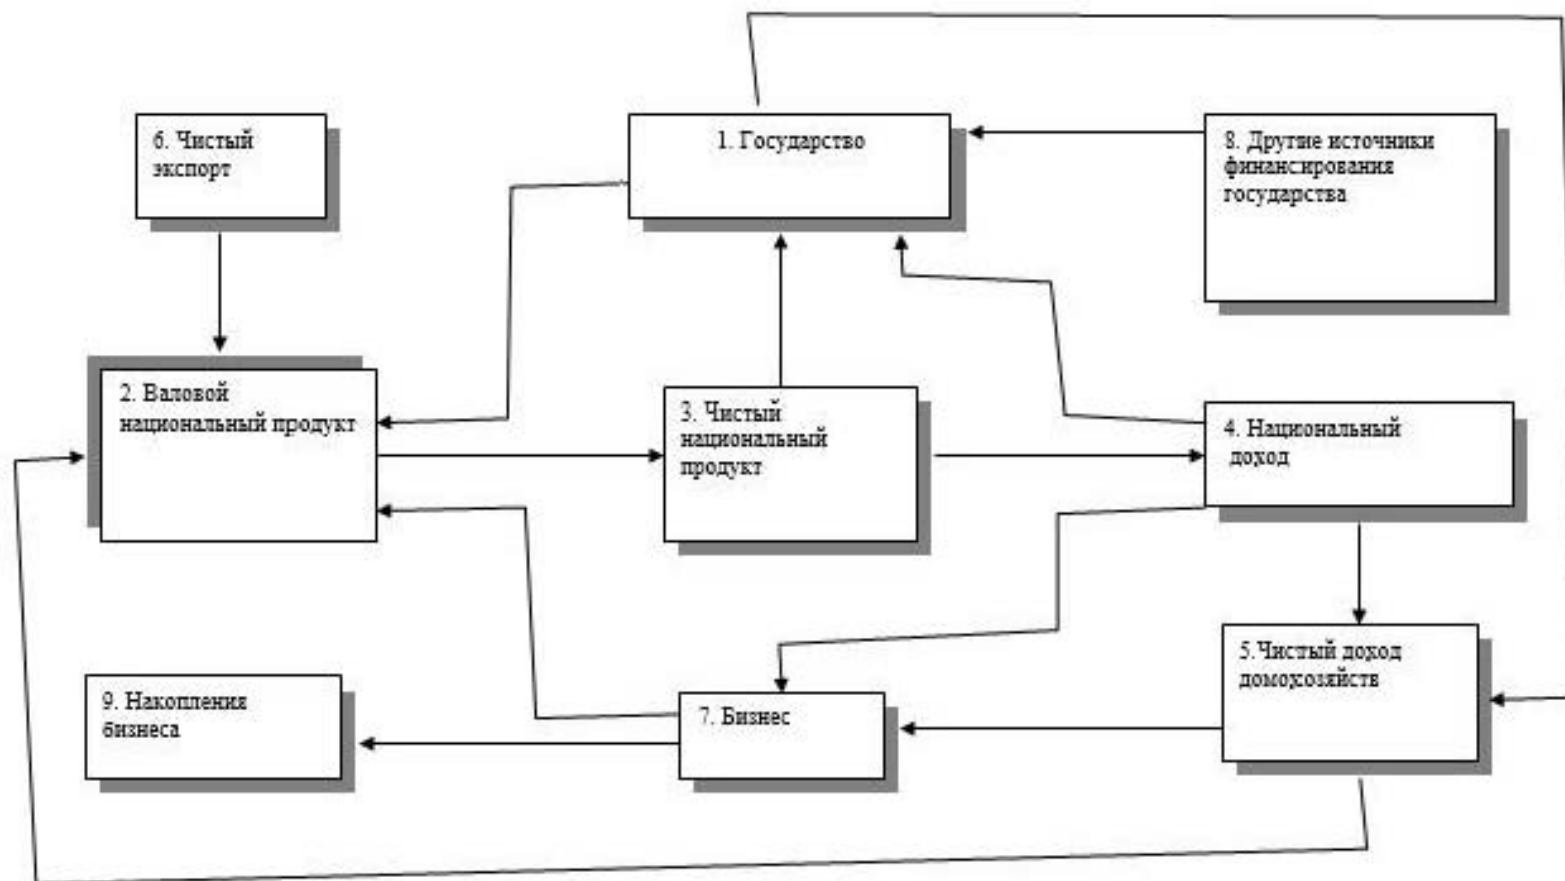 6. Чистый
экспорт
1. Государство
8. Другие источники
финансирования
государства
2. Валовой
национальный продукт
3. Чистый
национальный
продукт
4. Национальный
доход
5.Чистый доход
домохозяйств
9. Накопления
бизнеса
7. Бизнес